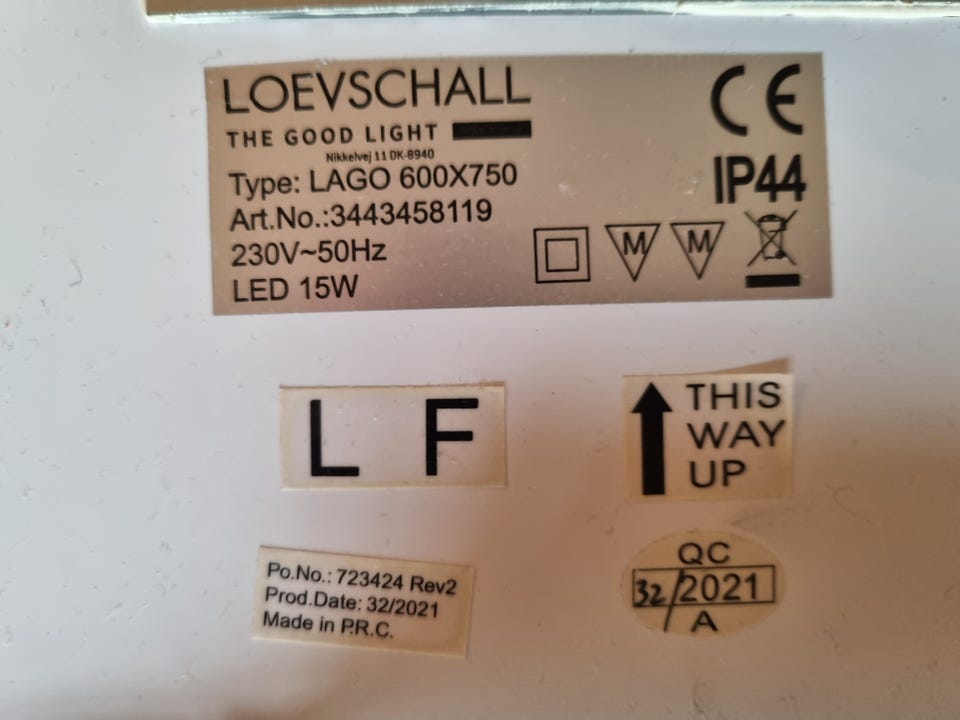 LOEVSCHALL
THE GOOD LIGHT
Nikkelvej 11 DK-8940
Type: LAGO 600X750
Art.No.:3443458119
230V~50Hz
LED 15W
CE
IP44
M M
L F
THIS
WAY
UP
Po.No.: 723424 Rev2
Prod.Date: 32/2021
Made in P.R.C.
QC
32/2021
A